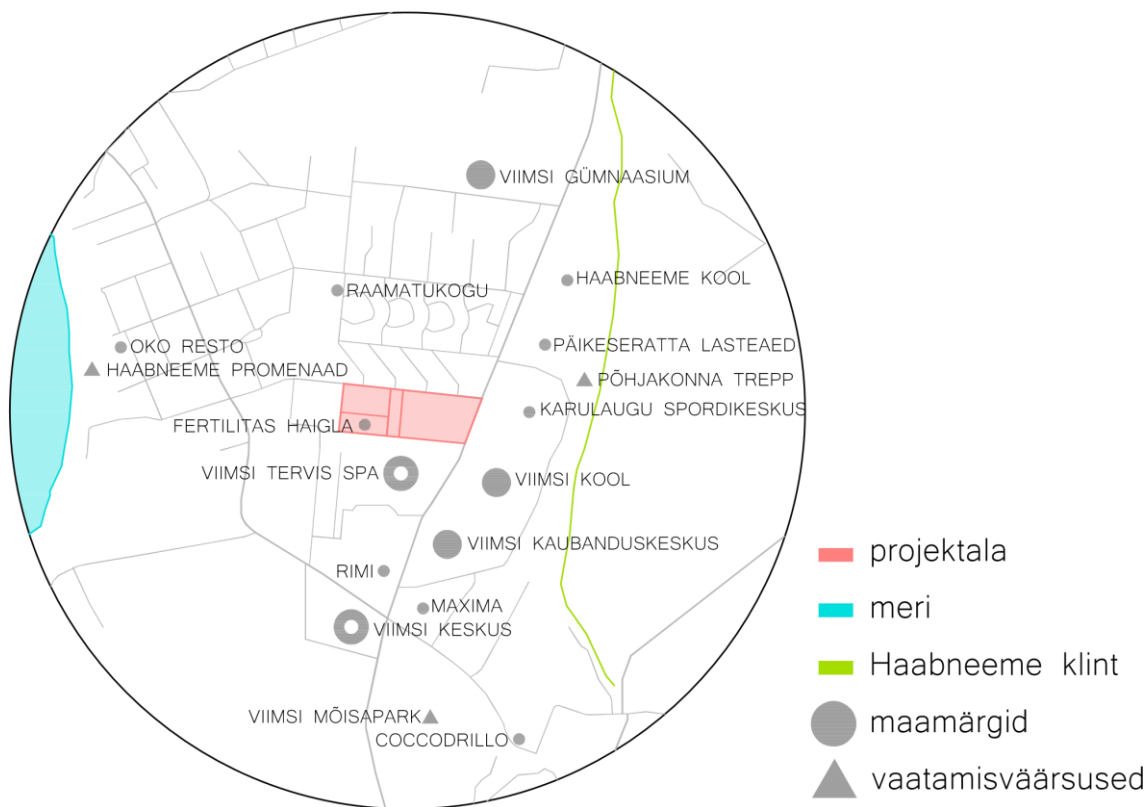 VIIMSI GÜMNAASIUM
HAABNEEME KOOL
RAAMATUKOGU
OKO RESTO
PÄIKESERATTA LASTEAED
HAABNEEME PROMENAAD
PÕHJAKONNA TREPP
KARULAUGU SPORDIKESKUS
FERTILITAS HAIGLA
VIIMSI TERVIS SPA
VIIMSI KOOL
VIIMSI KAUBANDUSKESKUS
RIMI
MAXIMA
VIIMSI KESKUS
VIIMSI MÕISAPARK
COCCODRILLO
projektala
meri
Haabneeme klint
maamärgid
vaatamisväärsused